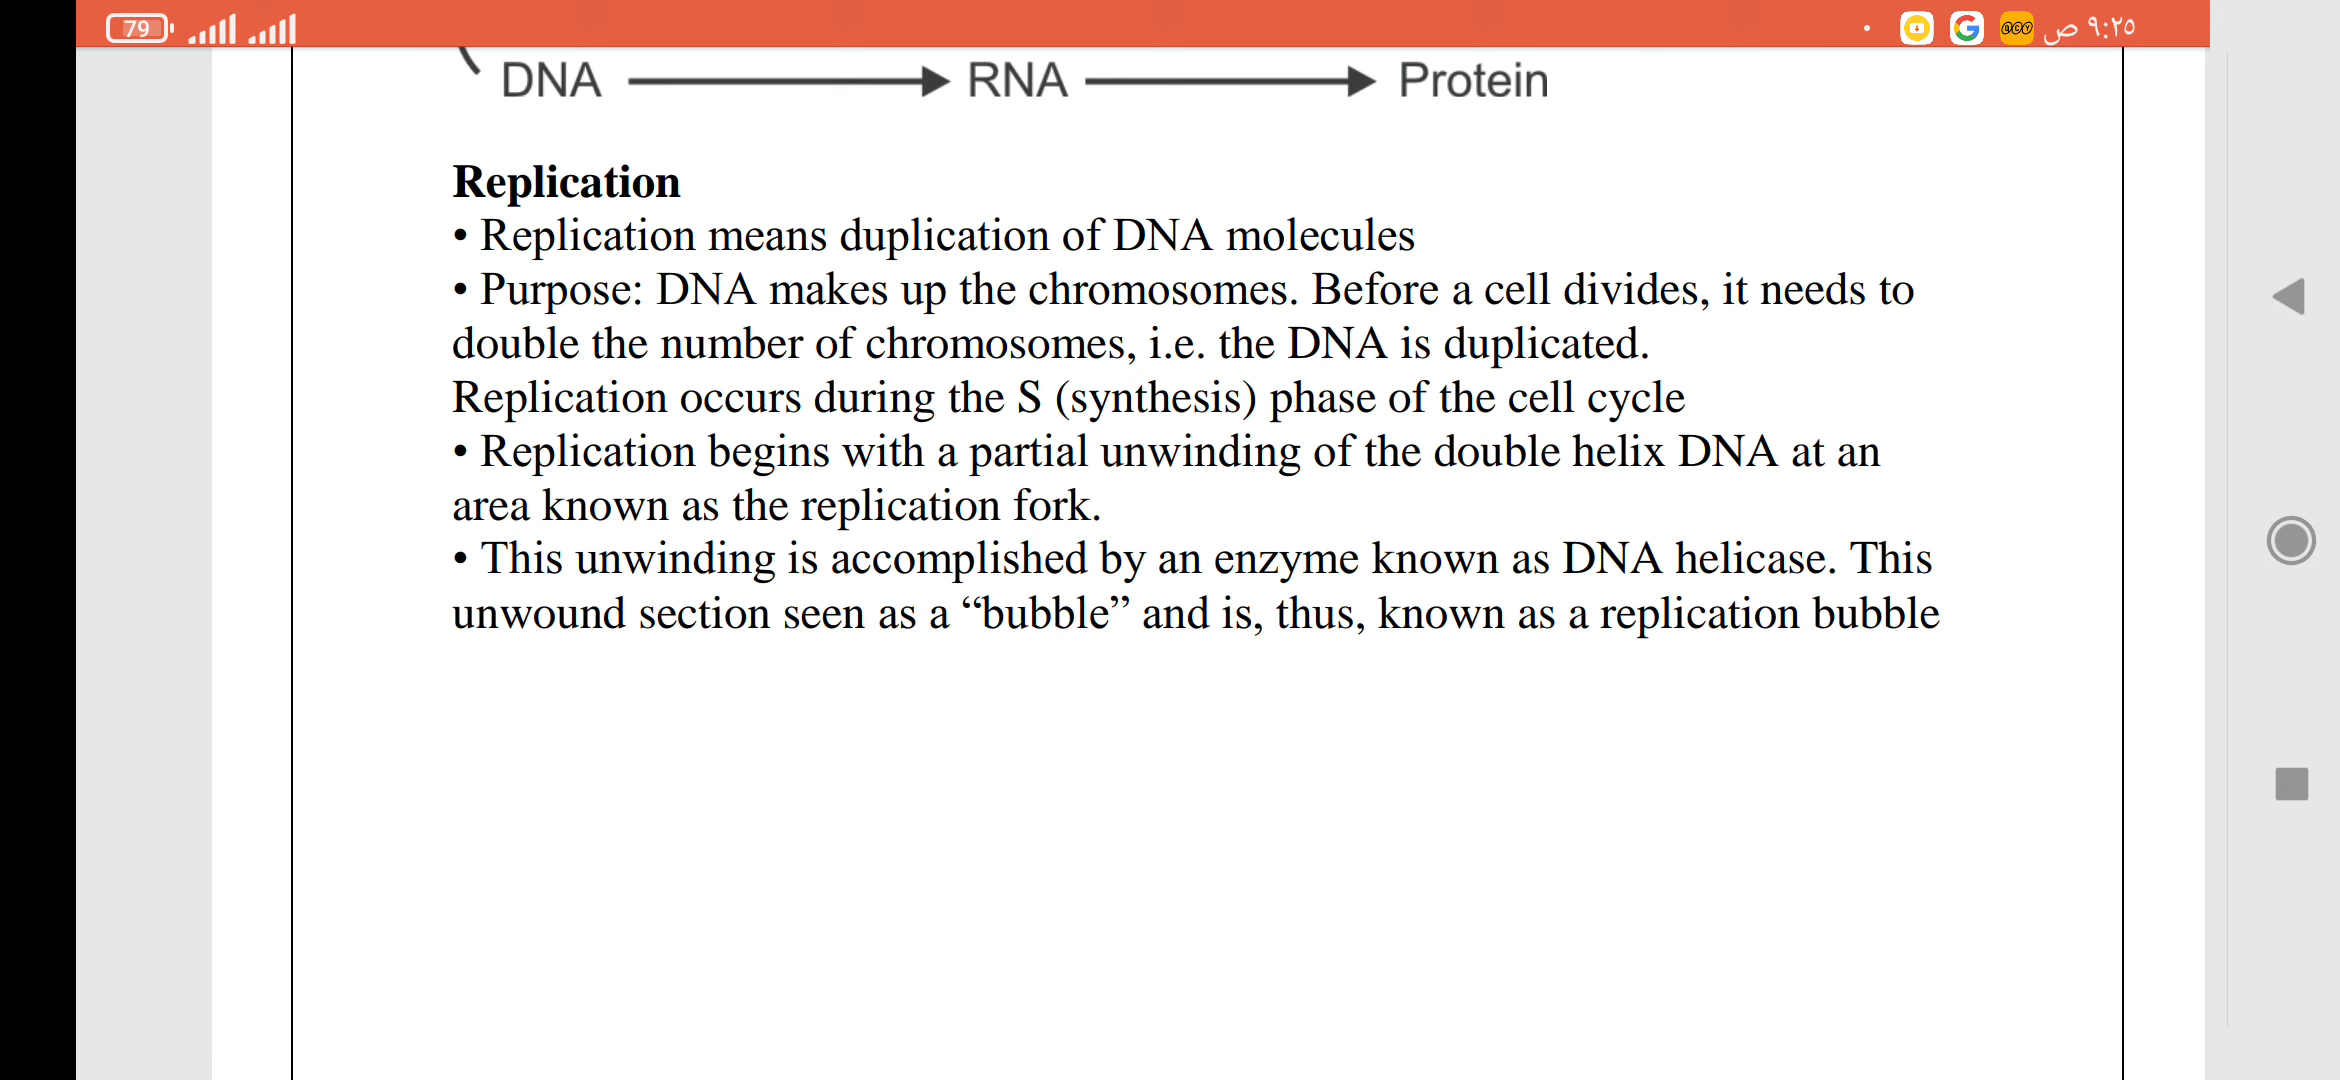 79
٩:٢٥ ص
DNA RNA Protein
Replication
• Replication means duplication of DNA molecules
• Purpose: DNA makes up the chromosomes. Before a cell divides, it needs to
double the number of chromosomes, i.e. the DNA is duplicated.
Replication occurs during the S (synthesis) phase of the cell cycle
• Replication begins with a partial unwinding of the double helix DNA at an
area known as the replication fork.
• This unwinding is accomplished by an enzyme known as DNA helicase. This
unwound section seen as a “bubble” and is, thus, known as a replication bubble